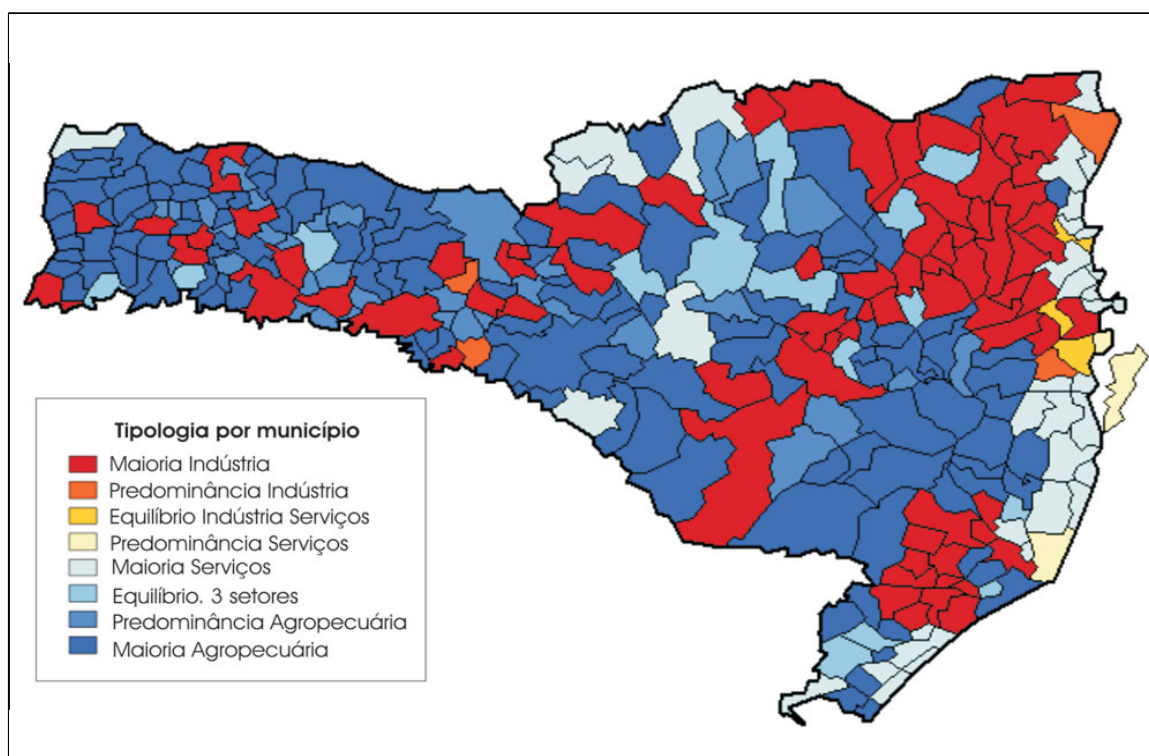 Tipologia por município
Maioria Indústria
Predominância Indústria
Equilíbrio Indústria Serviços
Predominância Serviços
Maioria Serviços
Equilíbrio. 3 setores
Predominância Agropecuária
Maioria Agropecuária